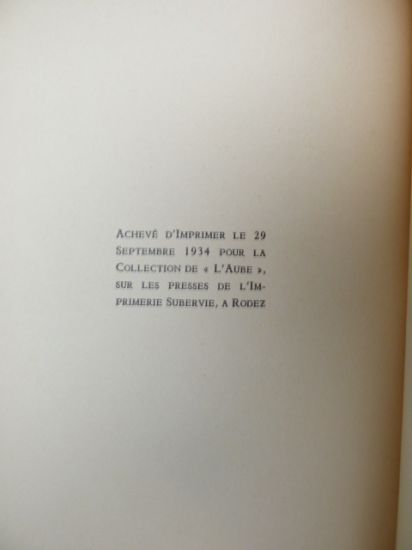 Achevé d'Imprimer le 29
Septembre 1934 pour la
Collection de « L'Aube »,
sur les presses de l'Im-
primerie Subervie, a Rodez